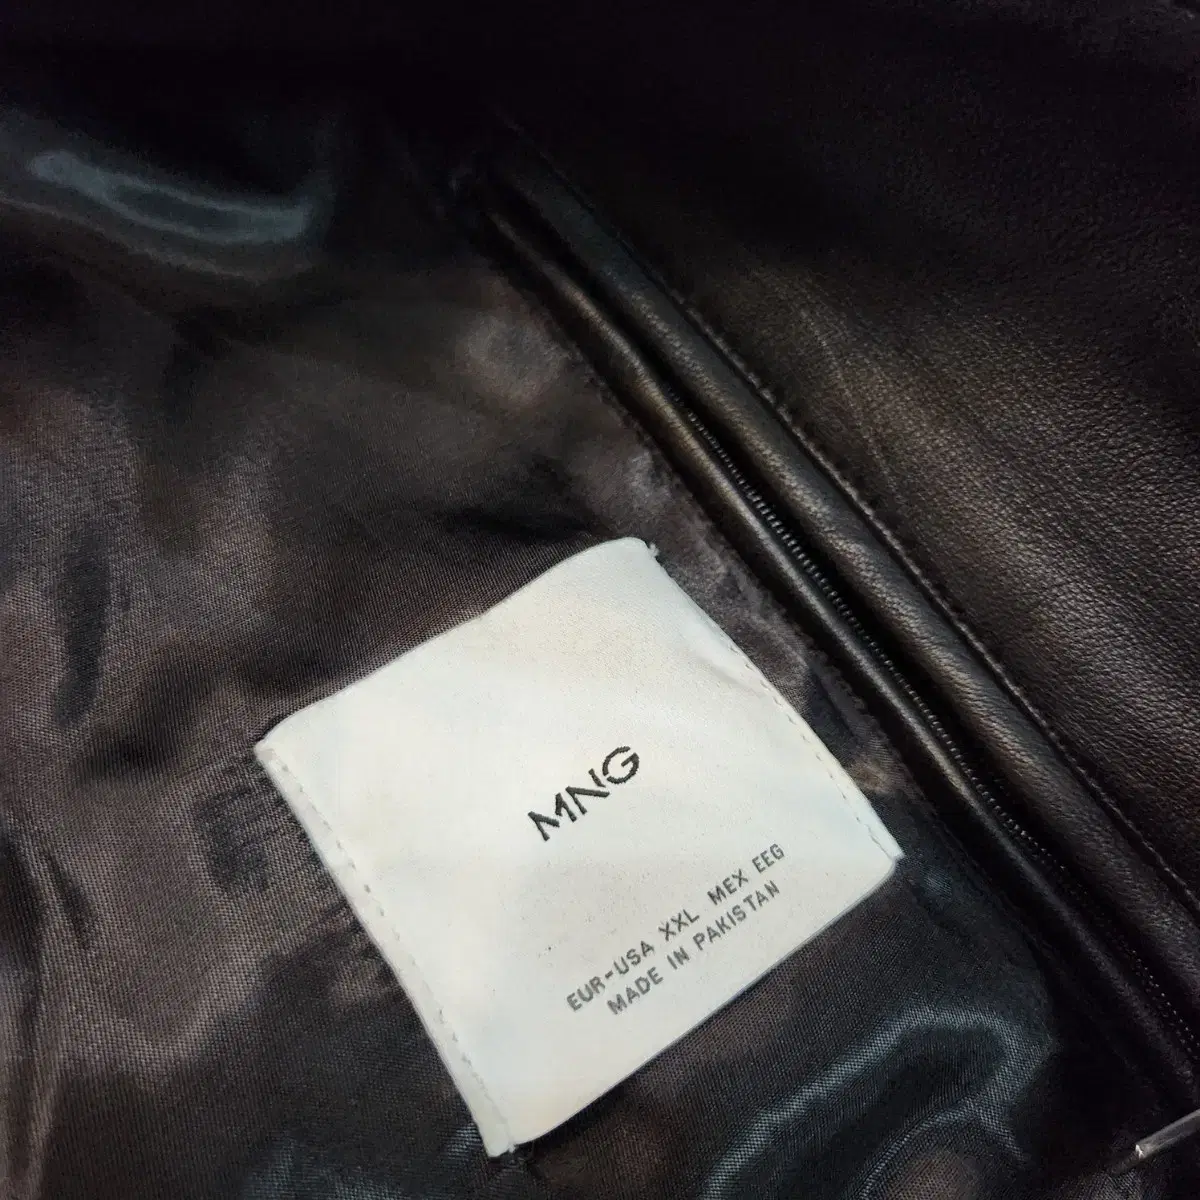 MNG
EUR-USA XXL MEX EEG
MADE IN PAKISTAN